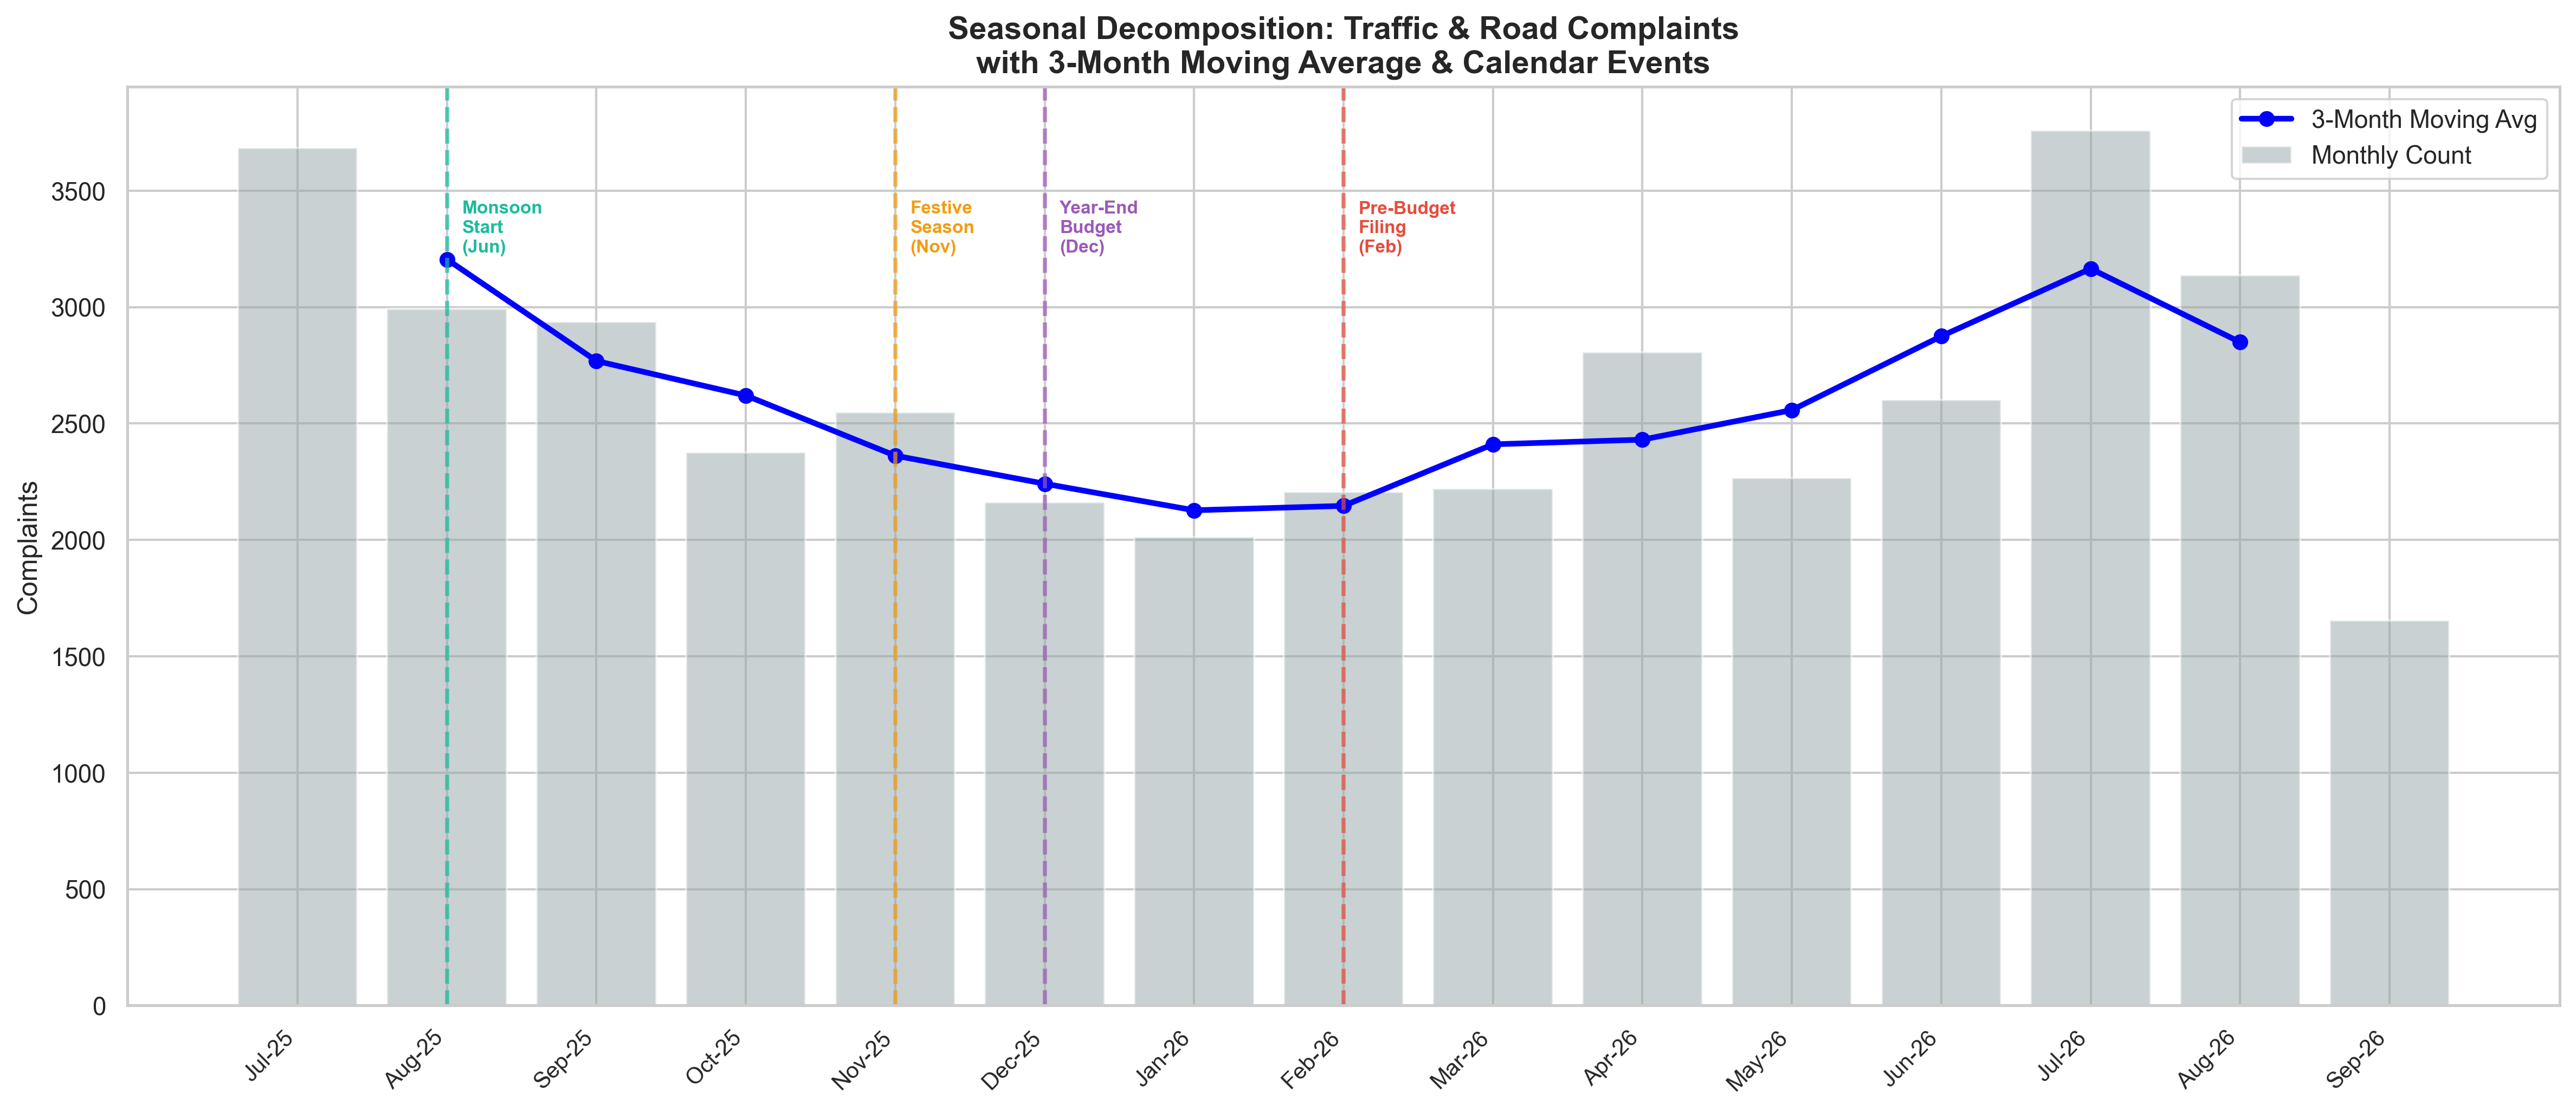 Seasonal Decomposition: Traffic & Road Complaints
with 3-Month Moving Average & Calendar Events
3-Month Moving Avg
Monthly Count
Monsoon
Start
(Jun)
Festive
Season
(Nov)
Year-End
Budget
(Dec)
Pre-Budget
Filing
(Feb)
Complaints
3500
3000
2500
2000
1500
1000
500
0
Jul-25
Aug-25
Sep-25
Oct-25
Nov-25
Dec-25
Jan-26
Feb-26
Mar-26
Apr-26
May-26
Jun-26
Jul-26
Aug-26
Sep-26